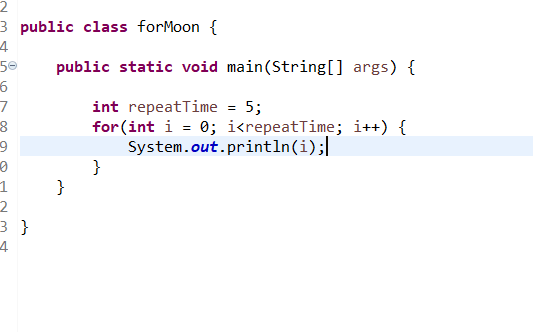 2
3 public class forMoon {
4
5 public static void main(String[] args) {
6
7 int repeatTime = 5;
8 for(int i = 0; i<repeatTime; i++) {
9 System.out.println(i);
0 }
1 }
2
3 }
4